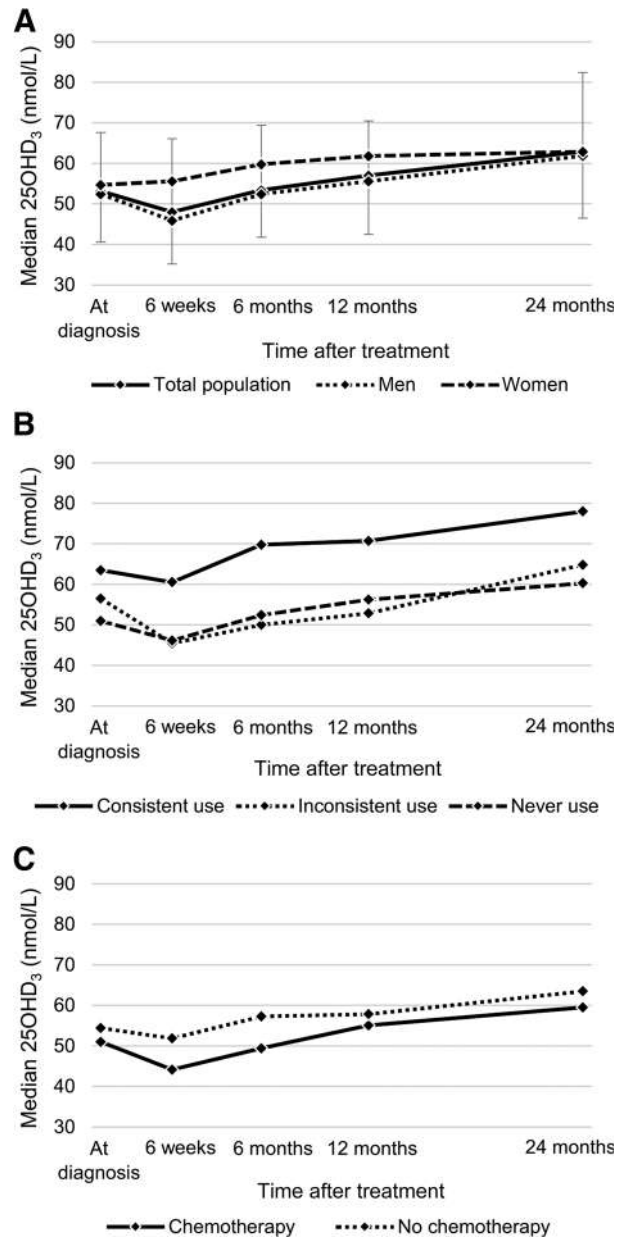 A
Median 25OHD3 (nmol/L)
90
80
70
60
50
40
30
At diagnosis
6 weeks
6 months
12 months
24 months
Time after treatment
Total population
Men
Women
B
Median 25OHD3 (nmol/L)
90
80
70
60
50
40
30
At diagnosis
6 weeks
6 months
12 months
24 months
Time after treatment
Consistent use
Inconsistent use
Never use
C
Median 25OHD3 (nmol/L)
90
80
70
60
50
40
30
At diagnosis
6 weeks
6 months
12 months
24 months
Time after treatment
Chemotherapy
No chemotherapy